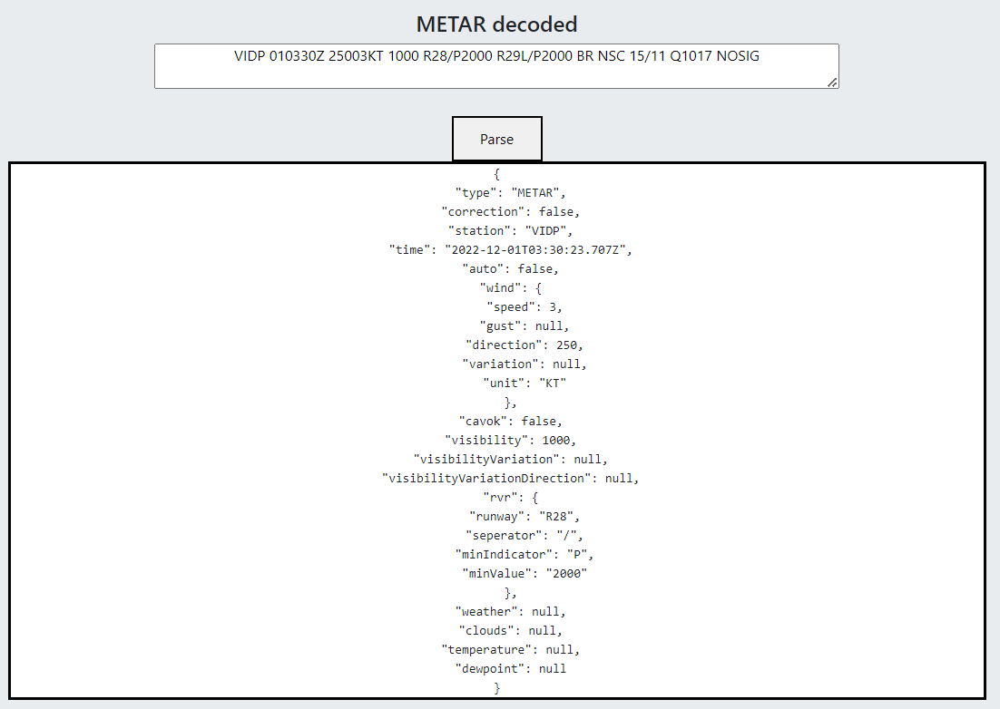 METAR decoded
VIDP 010330Z 25003KT 1000 R28/P2000 R29L/P2000 BR NSC 15/11 Q1017 NOSIG
Parse
{
"type": "METAR",
"correction": false,
"station": "VIDP",
"time": "2022-12-01T03:30:23.707Z",
"auto": false,
"wind": {
"speed": 3,
"gust": null,
"direction": 250,
"variation": null,
"unit": "KT"
},
"cavok": false,
"visibility": 1000,
"visibilityVariation": null,
"visibilityVariationDirection": null,
"rvr": {
"runway": "R28",
"seperator": "/",
"minIndicator": "P",
"minValue": "2000"
},
"weather": null,
"clouds": null,
"temperature": null,
"dewpoint": null
}